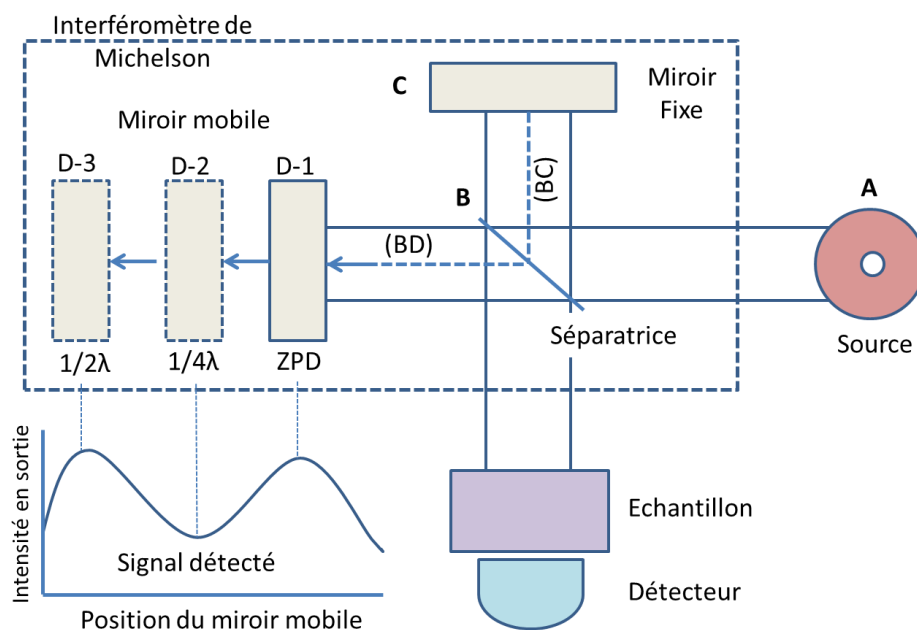 Interféromètre de
Michelson
C
Miroir
Fixe
Miroir mobile
D-3
D-2
D-1
B
(BC)
A
(BD)
Séparatrice
Source
1/2λ
1/4λ
ZPD
Intensité en sortie
Signal détecté
Position du miroir mobile
Echantillon
Détecteur